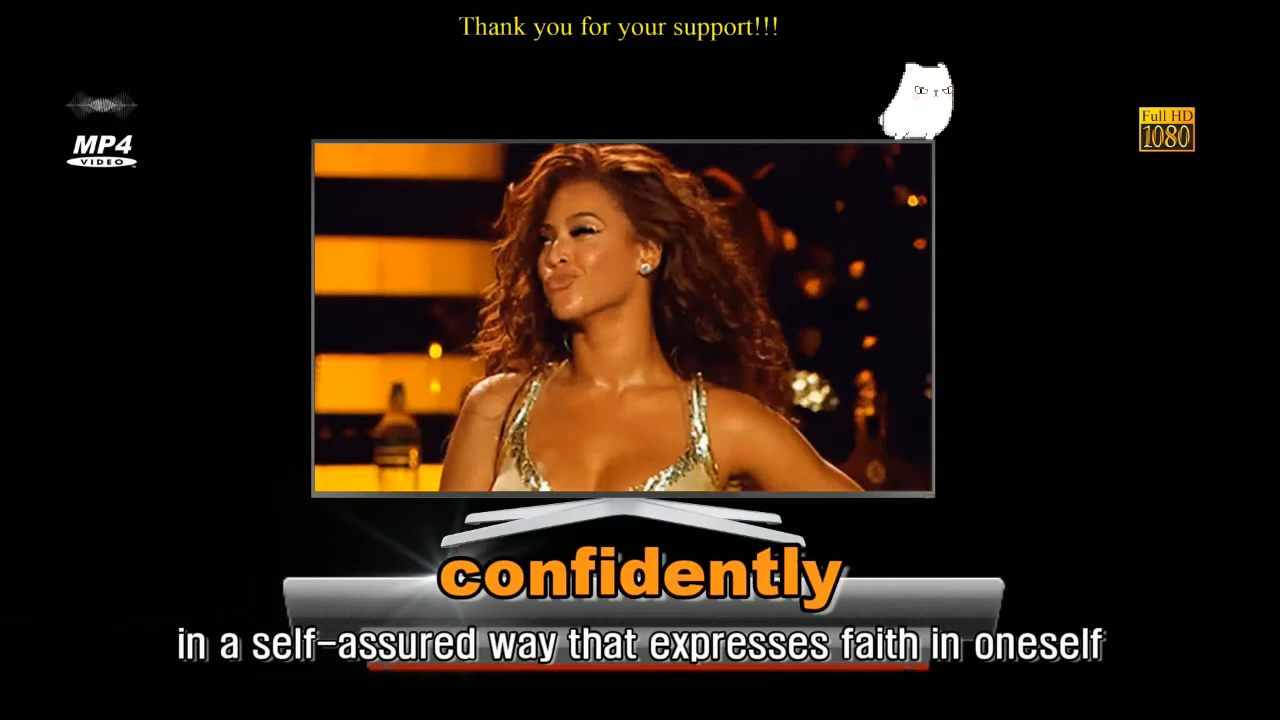 Thank you for your support!!!
Full HD
1080
MP4
VIDEO
confidently
in a self-assured way that expresses faith in oneself